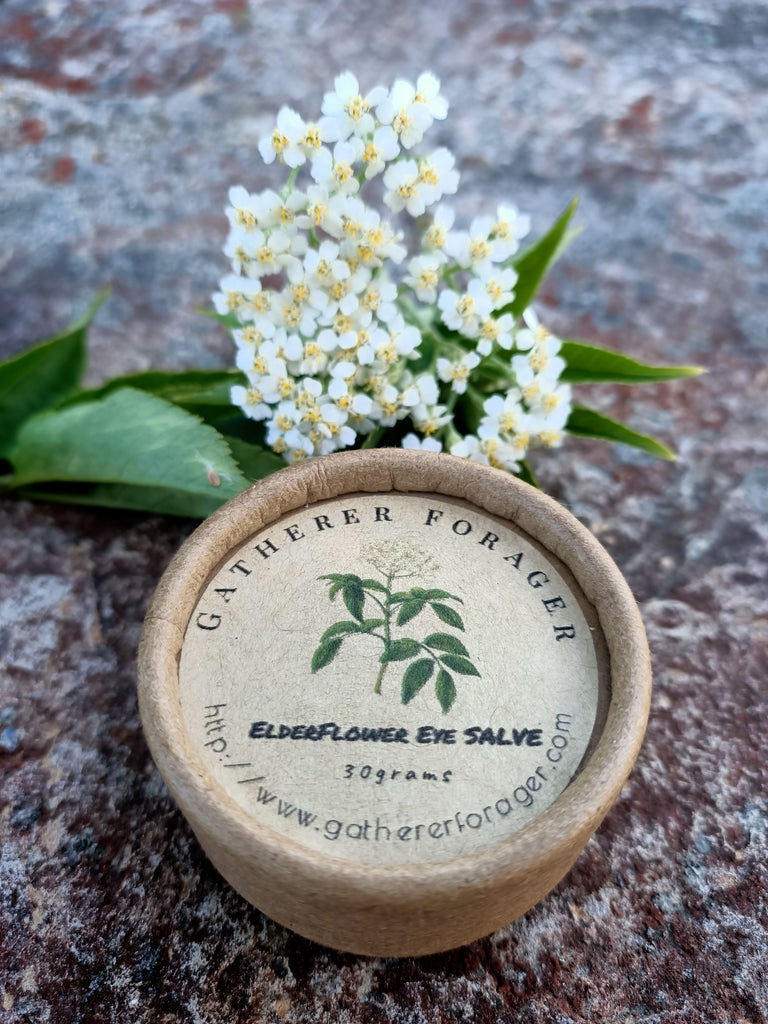 GATHERER FORAGER
ELDERFLOWER EYE SALVE
30grams
http://www.gathererforager.com